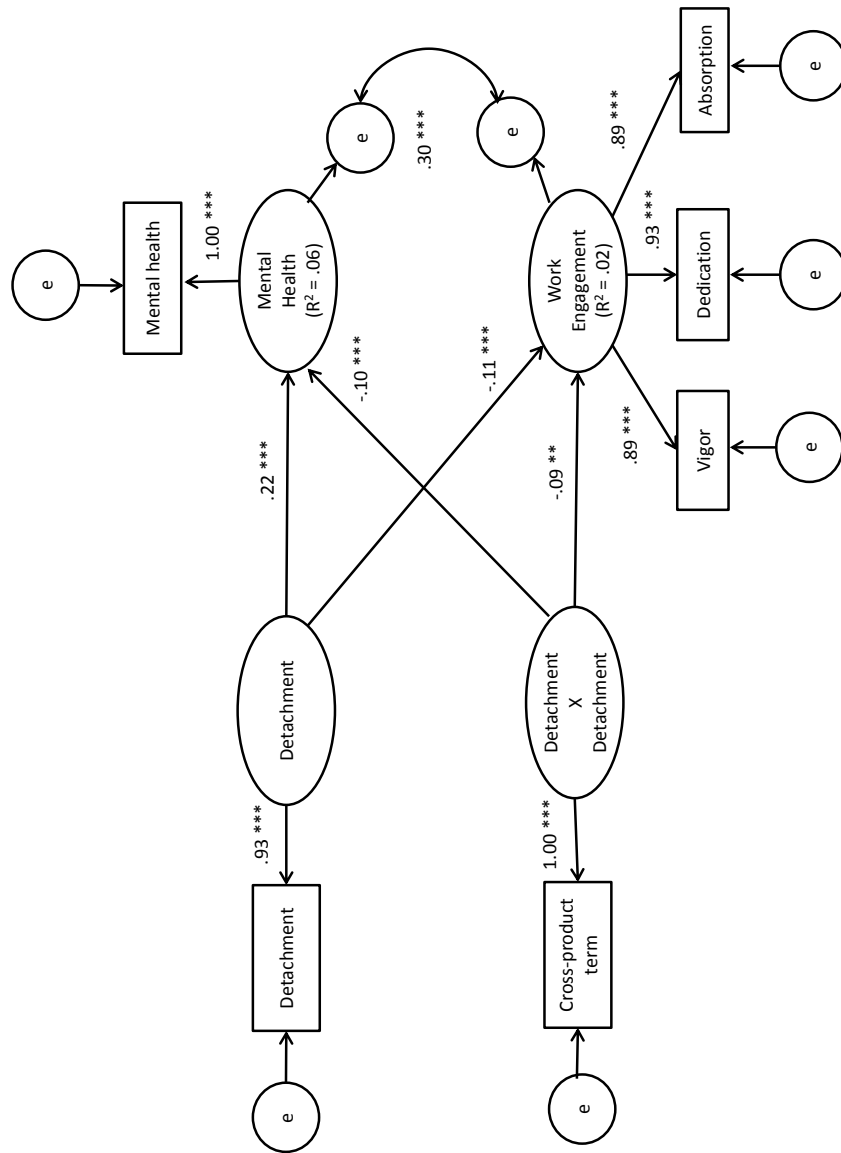 e
Mental health
1.00 ***
.93 ***
.22 ***
e
Detachment
Detachment
Mental
Health
(R² = .06)
e
-.10 ***
.30 ***
e
-.11 ***
1.00 ***
-.09 **
e
Cross-product
term
Detachment
X
Detachment
Work
Engagement
(R² = .02)
.89 ***
.93 ***
.89 ***
Vigor
Dedication
Absorption
e
e
e